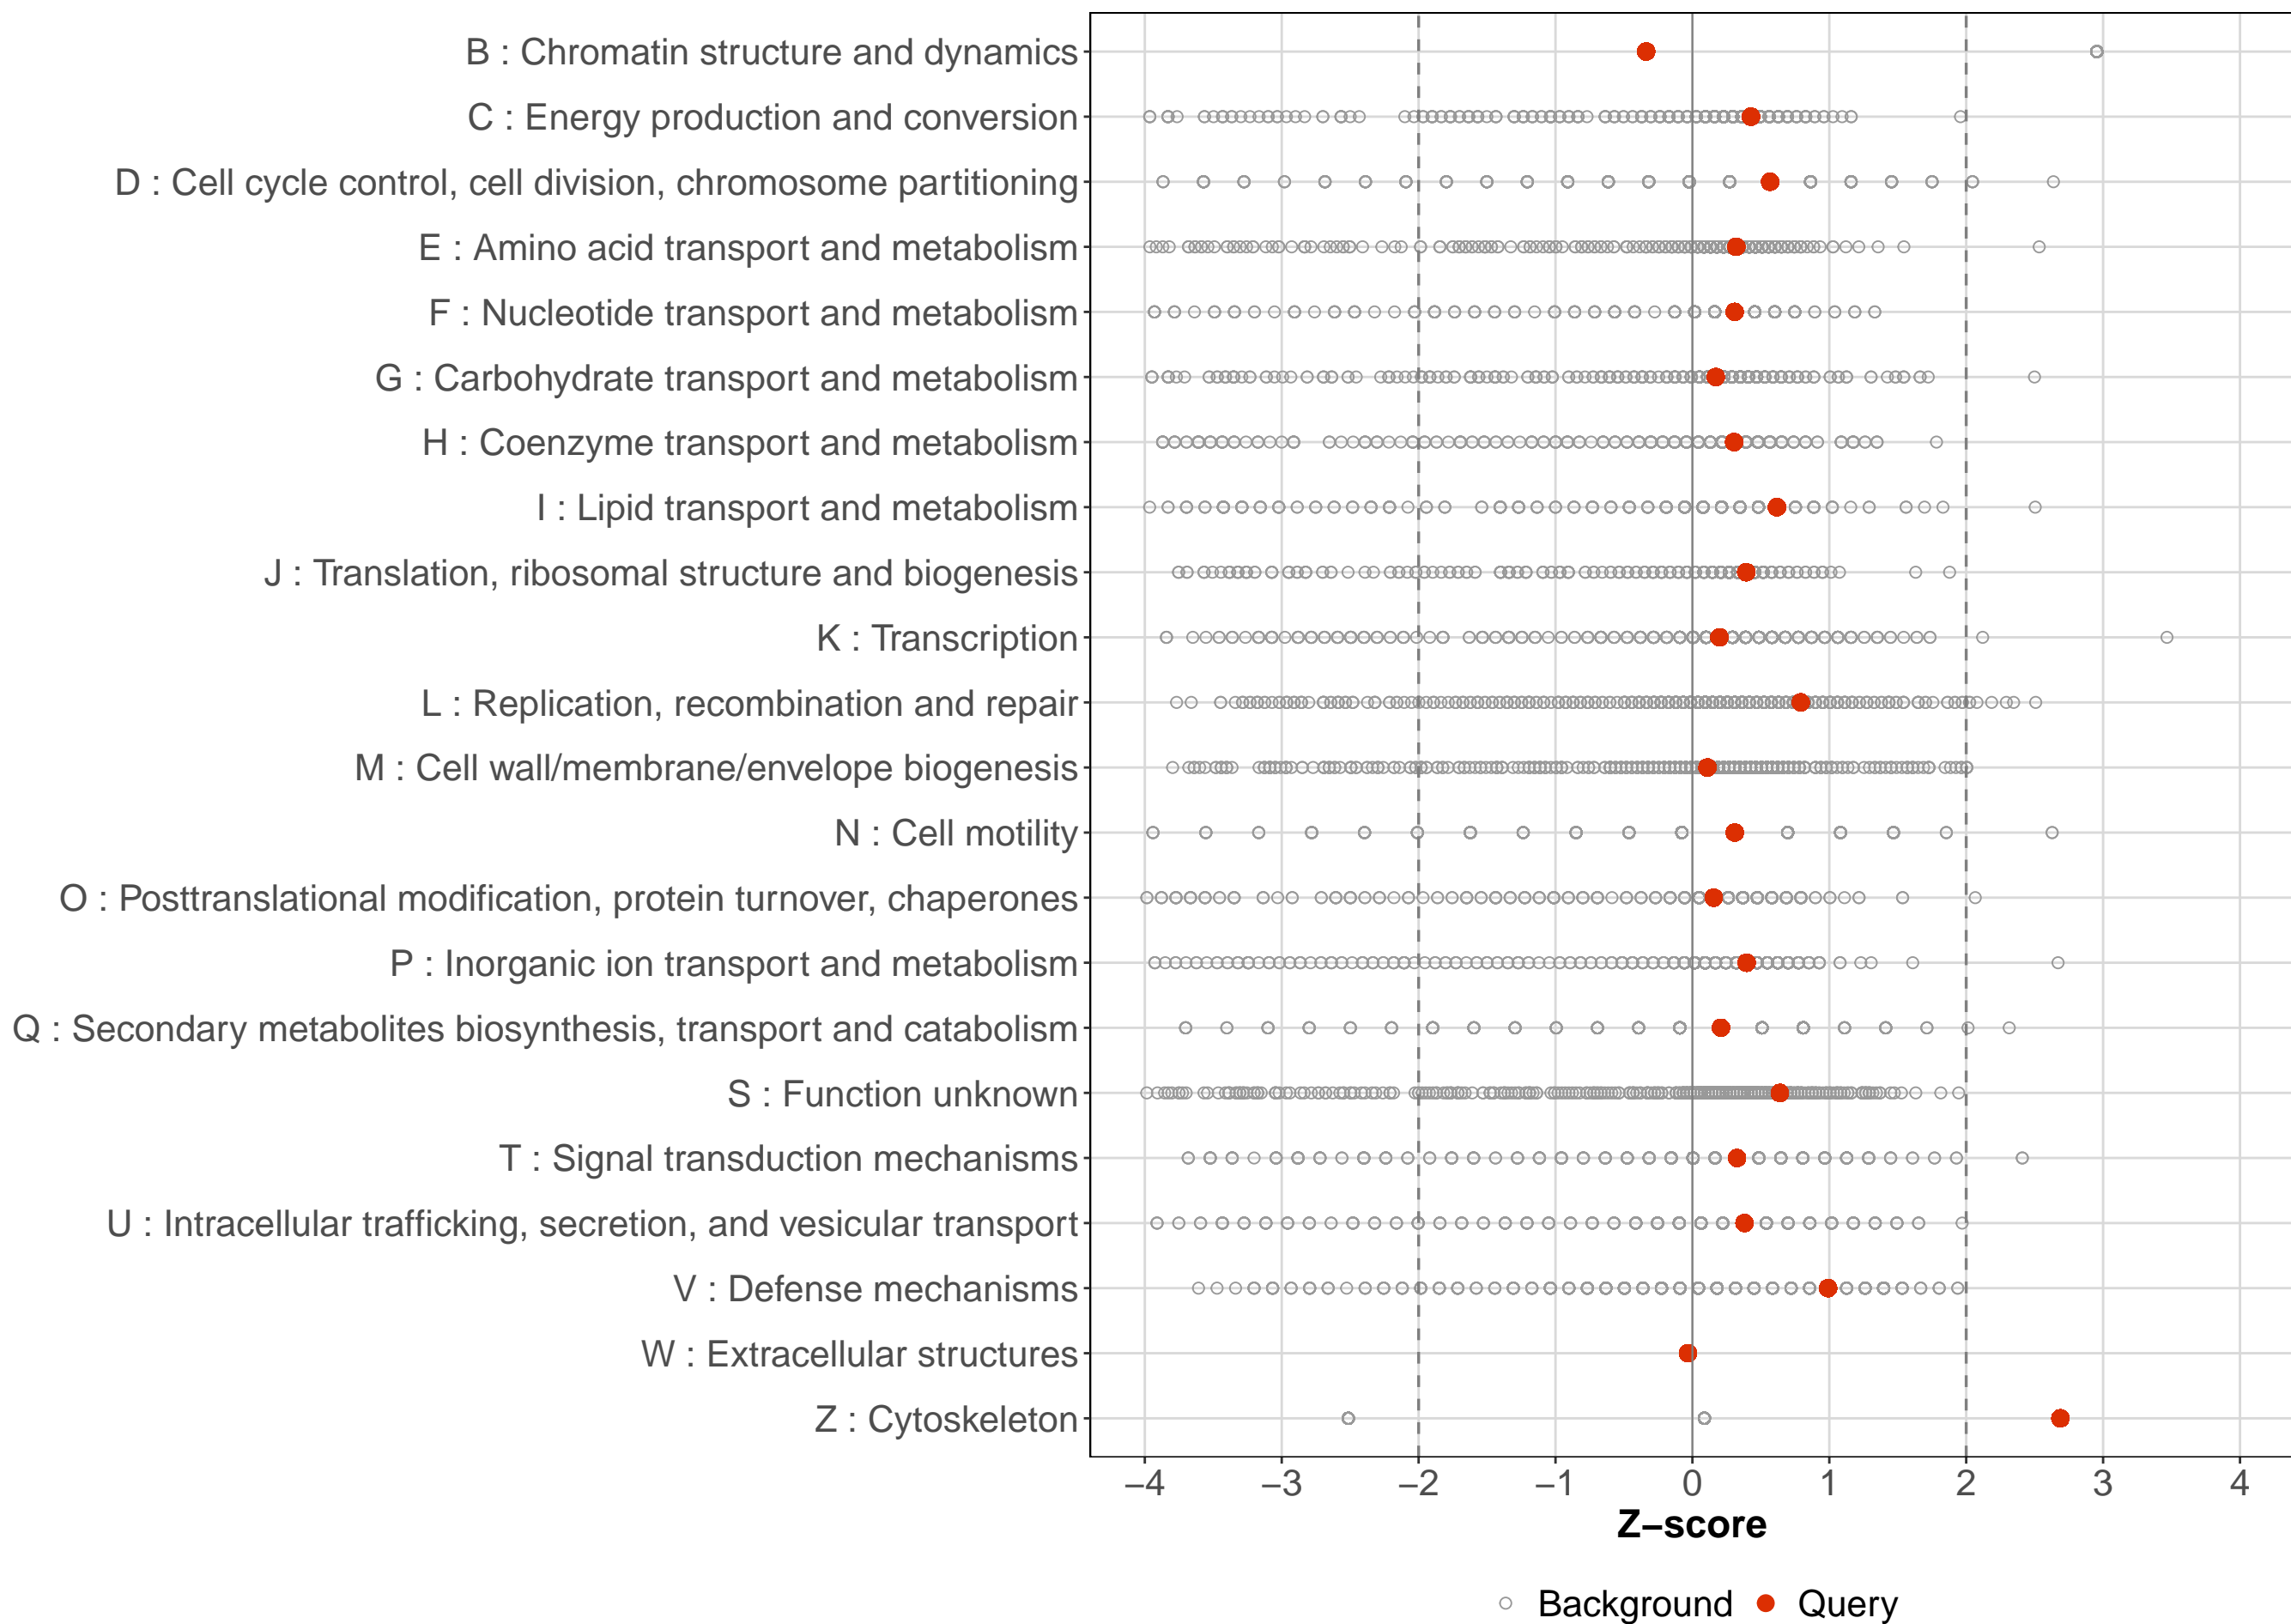 B : Chromatin structure and dynamics
C : Energy production and conversion
D : Cell cycle control, cell division, chromosome partitioning
E : Amino acid transport and metabolism
F : Nucleotide transport and metabolism
G : Carbohydrate transport and metabolism
H : Coenzyme transport and metabolism
I : Lipid transport and metabolism
J : Translation, ribosomal structure and biogenesis
K : Transcription
L : Replication, recombination and repair
M : Cell wall/membrane/envelope biogenesis
N : Cell motility
O : Posttranslational modification, protein turnover, chaperones
P : Inorganic ion transport and metabolism
Q : Secondary metabolites biosynthesis, transport and catabolism
S : Function unknown
T : Signal transduction mechanisms
U : Intracellular trafficking, secretion, and vesicular transport
V : Defense mechanisms
W : Extracellular structures
Z : Cytoskeleton
−4 −3 −2 −1 0 1 2 3 4
Z−score
Background Query